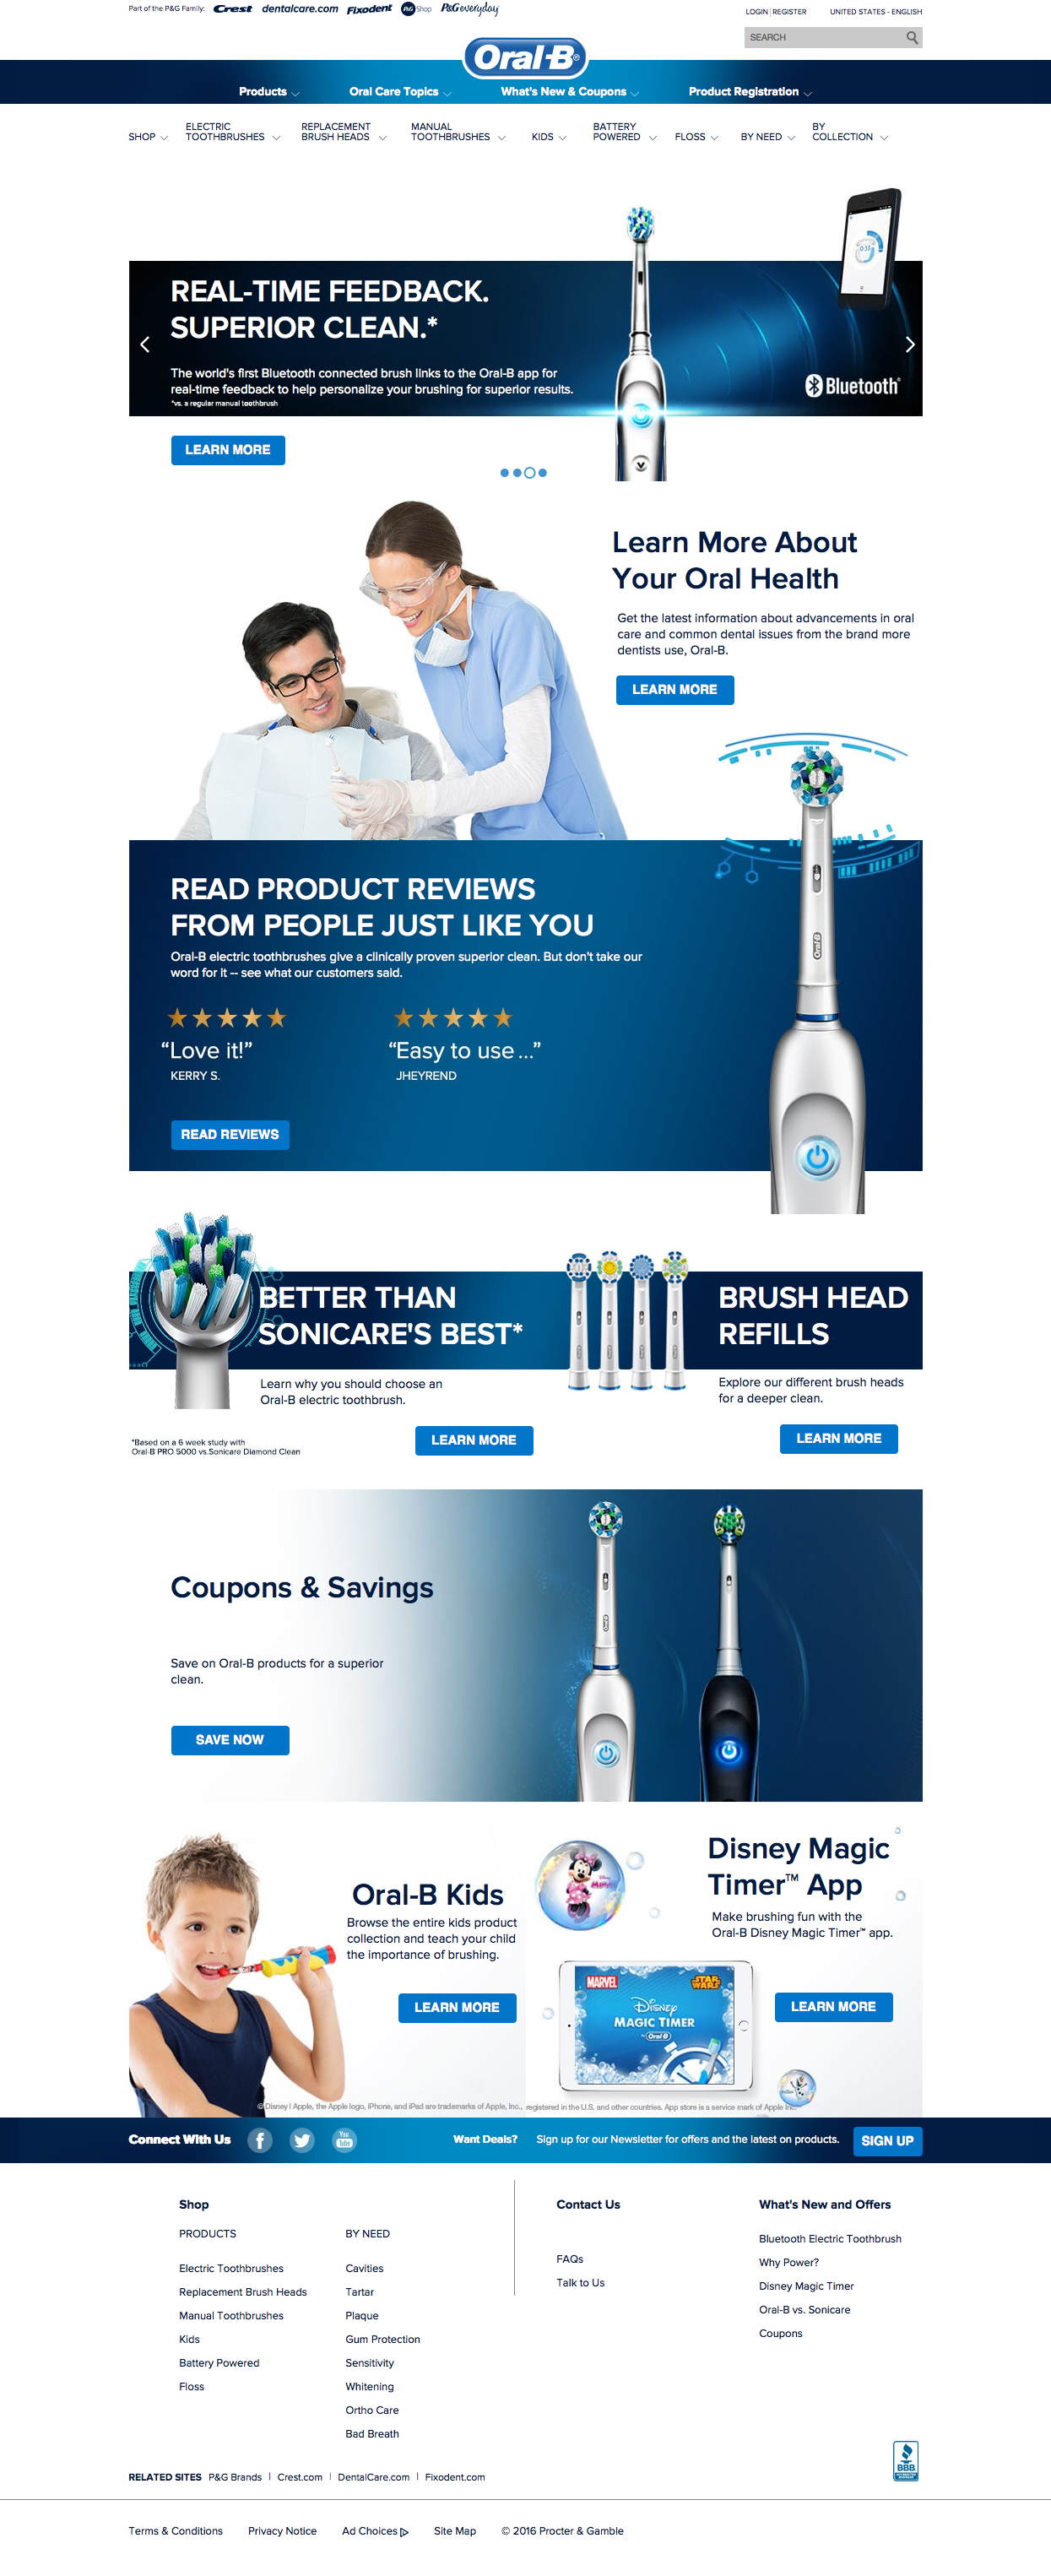 Part of the P&G Family: Crest dentalcare.com Fixodent P&G Shop P&G everyday
LOGIN | REGISTER UNITED STATES - ENGLISH
SEARCH
Oral-B
Products Oral Care Topics What's New & Coupons Product Registration
SHOP
ELECTRIC
TOOTHBRUSHES
REPLACEMENT
BRUSH HEADS
MANUAL
TOOTHBRUSHES
KIDS
BATTERY
POWERED
FLOSS
BY NEED
BY
COLLECTION
REAL-TIME FEEDBACK.
SUPERIOR CLEAN.*
The world's first Bluetooth connected brush links to the Oral-B app for
real-time feedback to help personalize your brushing for superior results.
*vs. a regular manual toothbrush
Bluetooth
LEARN MORE
Learn More About
Your Oral Health
Get the latest information about advancements in oral
care and common dental issues from the brand more
dentists use, Oral-B.
LEARN MORE
READ PRODUCT REVIEWS
FROM PEOPLE JUST LIKE YOU
Oral-B electric toothbrushes give a clinically proven superior clean. But don't take our
word for it -- see what our customers said.
“Love it!”
KERRY S.
“Easy to use ...”
JHEYREND
READ REVIEWS
Oral-B
BETTER THAN
SONICARE'S BEST*
Learn why you should choose an
Oral-B electric toothbrush.
LEARN MORE
*Based on a 6 week study with
Oral-B PRO 5000 vs.Sonicare Diamond Clean
BRUSH HEAD
REFILLS
Explore our different brush heads
for a deeper clean.
LEARN MORE
Coupons & Savings
Save on Oral-B products for a superior
clean.
SAVE NOW
Oral-B Kids
Browse the entire kids product
collection and teach your child
the importance of brushing.
LEARN MORE
Disney Magic
Timer™ App
Make brushing fun with the
Oral-B Disney Magic Timer™ app.
LEARN MORE
MARVEL
STAR WARS
Disney
MAGIC TIMER
by Oral-B
© Disney | Apple, the Apple logo, iPhone, and iPad are trademarks of Apple, Inc., registered in the U.S. and other countries. App store is a service mark of Apple Inc.
Connect With Us
You Tube
Want Deals? Sign up for our Newsletter for offers and the latest on products. SIGN UP
Shop
PRODUCTS
Electric Toothbrushes
Replacement Brush Heads
Manual Toothbrushes
Kids
Battery Powered
Floss
BY NEED
Cavities
Tartar
Plaque
Gum Protection
Sensitivity
Whitening
Ortho Care
Bad Breath
Contact Us
FAQs
Talk to Us
What's New and Offers
Bluetooth Electric Toothbrush
Why Power?
Disney Magic Timer
Oral-B vs. Sonicare
Coupons
BBB
RELATED SITES P&G Brands | Crest.com | DentalCare.com | Fixodent.com
Terms & Conditions Privacy Notice Ad Choices Site Map © 2016 Procter & Gamble